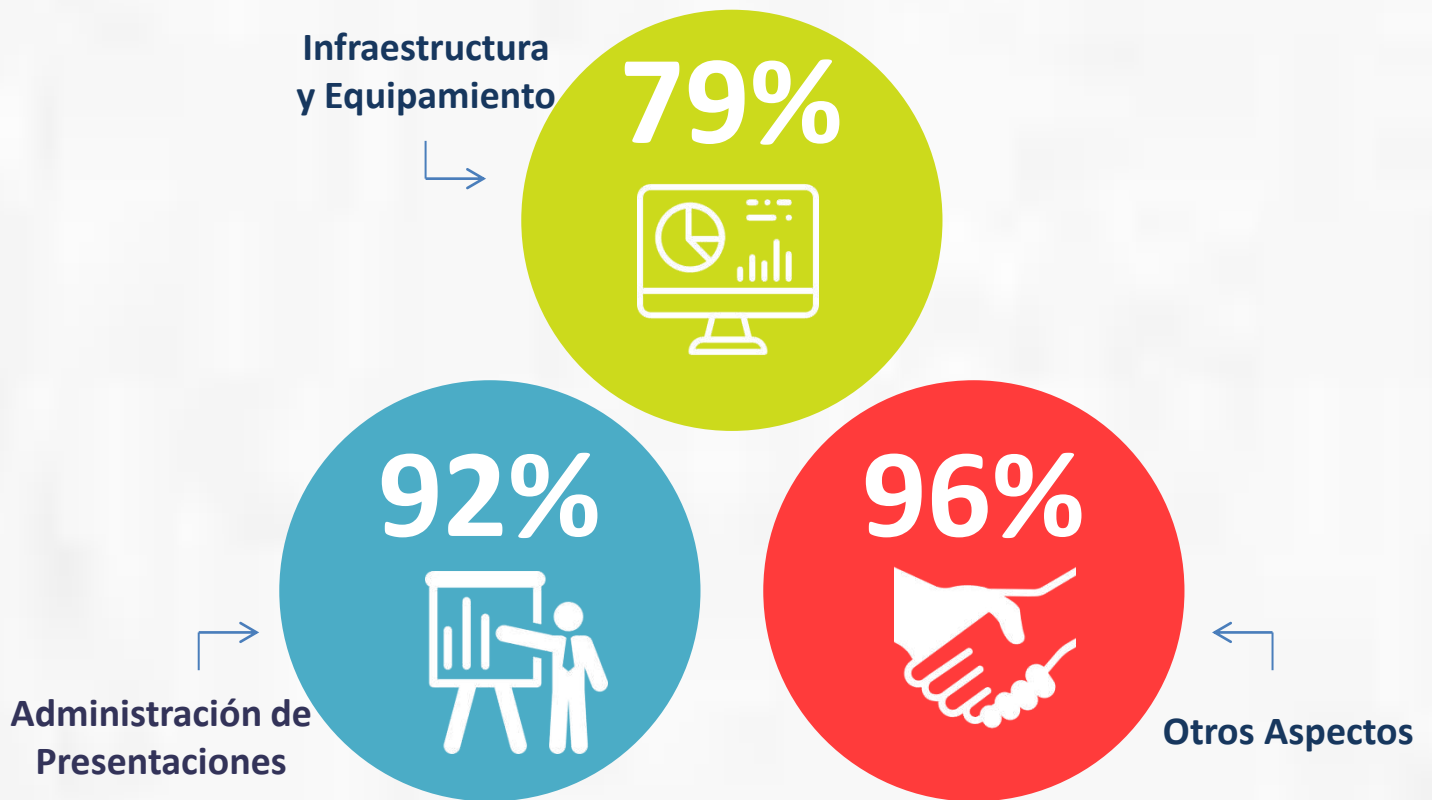 Infraestructura
y Equipamiento
79%
92%
96%
Administración de
Presentaciones
Otros Aspectos